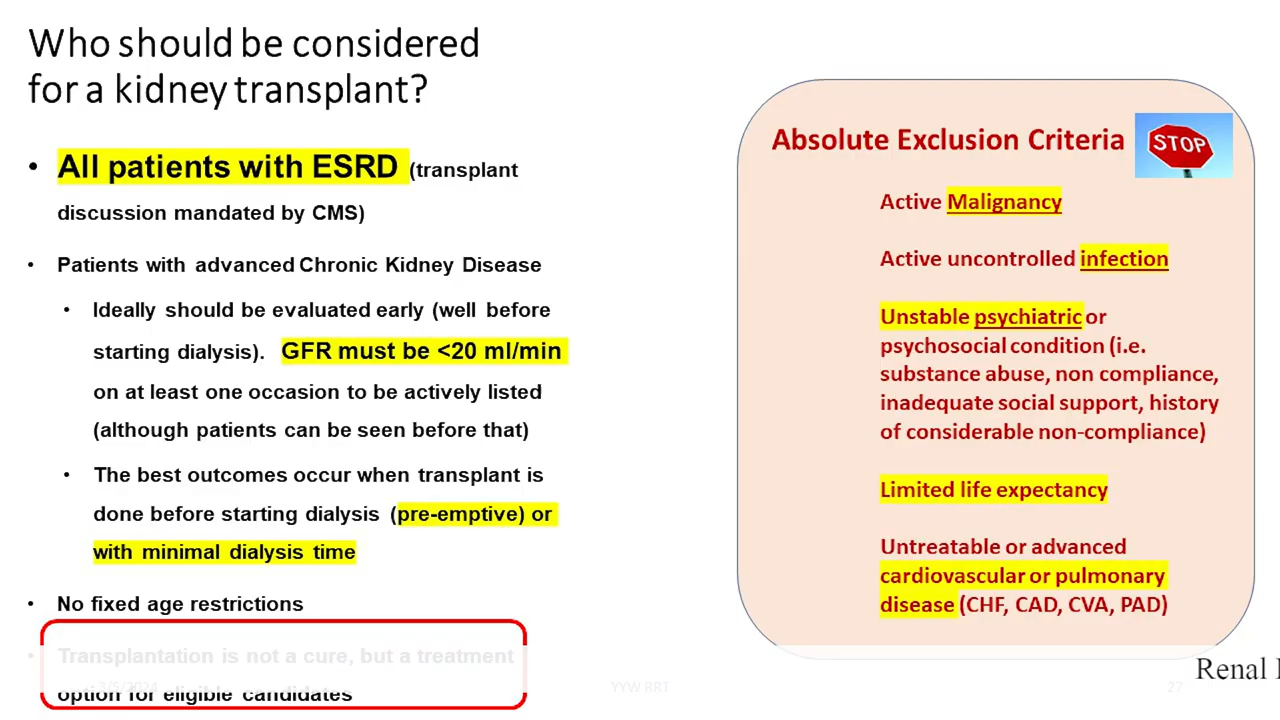 Who should be considered
for a kidney transplant?
• All patients with ESRD (transplant
discussion mandated by CMS)
• Patients with advanced Chronic Kidney Disease
• Ideally should be evaluated early (well before
starting dialysis). GFR must be <20 ml/min
on at least one occasion to be actively listed
(although patients can be seen before that)
• The best outcomes occur when transplant is
done before starting dialysis (pre-emptive) or
with minimal dialysis time
• No fixed age restrictions
• Transplantation is not a cure, but a treatment
option for eligible candidates
Absolute Exclusion Criteria
STOP
Active Malignancy
Active uncontrolled infection
Unstable psychiatric or
psychosocial condition (i.e.
substance abuse, non compliance,
inadequate social support, history
of considerable non-compliance)
Limited life expectancy
Untreatable or advanced
cardiovascular or pulmonary
disease (CHF, CAD, CVA, PAD)
Renal
YYW RRT
27